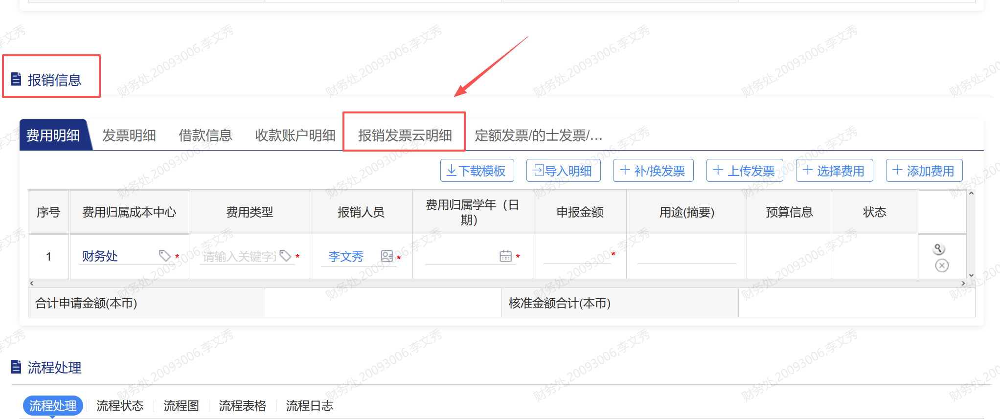 报销信息
费用明细 发票明细 借款信息 收款账户明细 报销发票云明细 定额发票/的士发票/...
下载模板 导入明细 补/换发票 上传发票 选择费用 添加费用
序号 费用归属成本中心 费用类型 报销人员 费用归属学年（日期） 申报金额 用途(摘要) 预算信息 状态
1 财务处 * 请输入关键字 * 李文秀 * * *
合计申请金额(本币) 核准金额合计(本币)
流程处理
流程处理 流程状态 流程图 流程表格 流程日志
财务处,20093006,李文秀